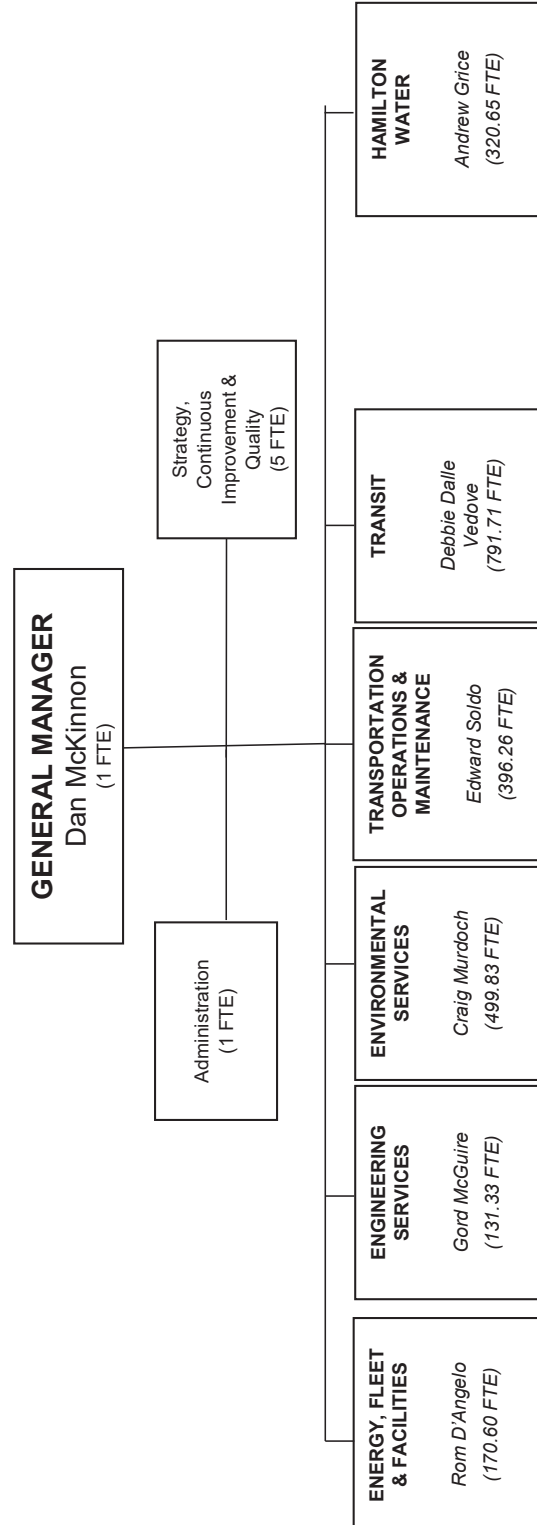 GENERAL MANAGER
Dan McKinnon
(1 FTE)
Administration
(1 FTE)
Strategy,
Continuous
Improvement &
Quality
(5 FTE)
ENERGY, FLEET
& FACILITIES
Rom D'Angelo
(170.60 FTE)
ENGINEERING
SERVICES
Gord McGuire
(131.33 FTE)
ENVIRONMENTAL
SERVICES
Craig Murdoch
(499.83 FTE)
TRANSPORTATION
OPERATIONS &
MAINTENANCE
Edward Soldo
(396.26 FTE)
TRANSIT
Debbie Dalle
Vedove
(791.71 FTE)
HAMILTON
WATER
Andrew Grice
(320.65 FTE)